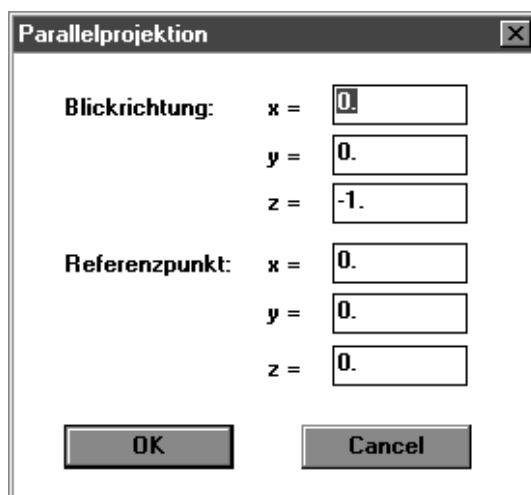 Parallelprojektion
Blickrichtung: x = 0.
y = 0.
z = -1.
Referenzpunkt: x = 0.
y = 0.
z = 0.
OK Cancel